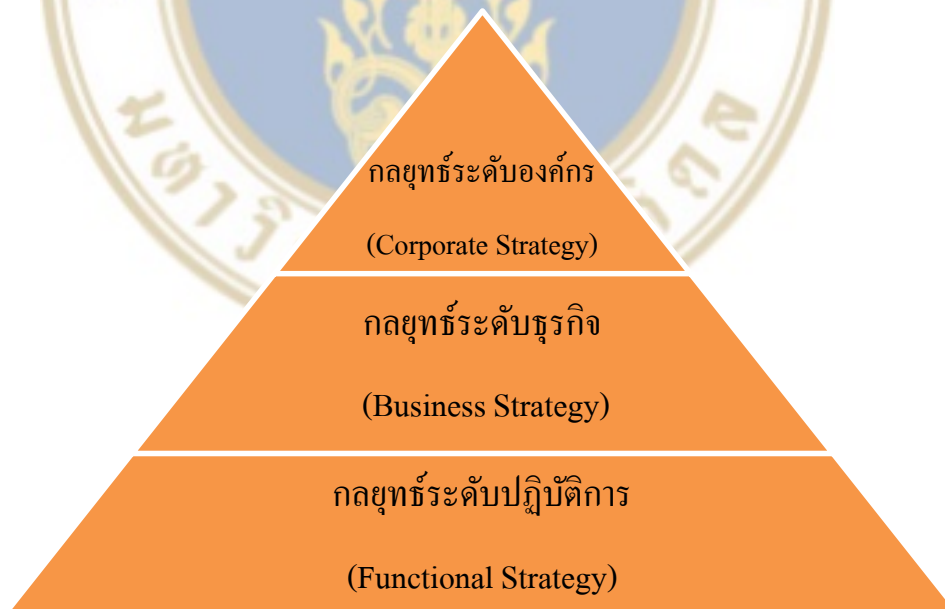 กลยุทธ์ระดับองค์กร
(Corporate Strategy)
กลยุทธ์ระดับธุรกิจ
(Business Strategy)
กลยุทธ์ระดับปฏิบัติการ
(Functional Strategy)